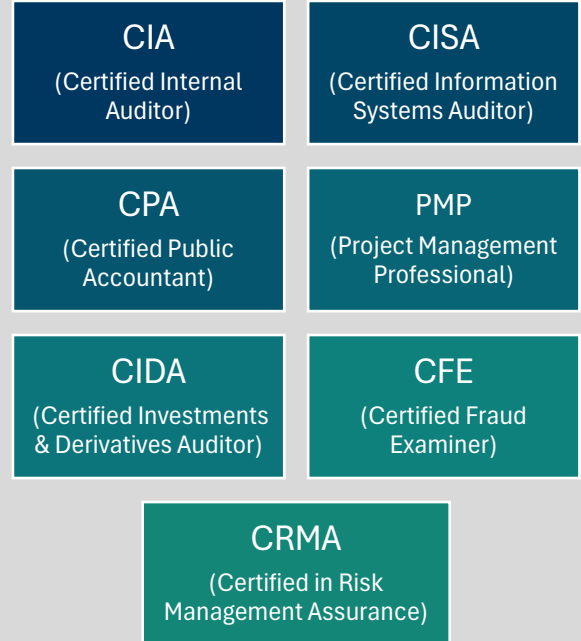 CIA
(Certified Internal
Auditor)
CISA
(Certified Information
Systems Auditor)
CPA
(Certified Public
Accountant)
PMP
(Project Management
Professional)
CIDA
(Certified Investments
& Derivatives Auditor)
CFE
(Certified Fraud
Examiner)
CRMA
(Certified in Risk
Management Assurance)